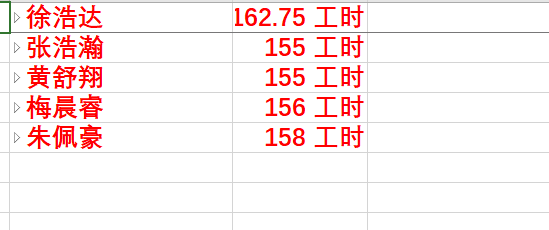 徐浩达 162.75 工时
张浩瀚 155 工时
黄舒翔 155 工时
梅晨睿 156 工时
朱佩豪 158 工时